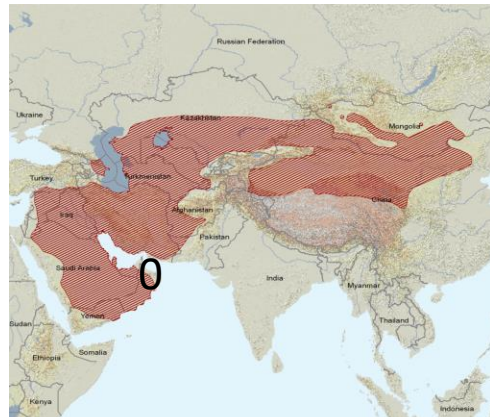 Russian Federation
Ukraine
Kazakhstan
Mongolia
Turkey
Turkmenistan
China
Iraq
Afghanistan
Pakistan
Saudi Arabia
0
India
Myanmar
Yemen
Sudan
Thailand
Ethiopia
Somalia
Kenya
Indonesia